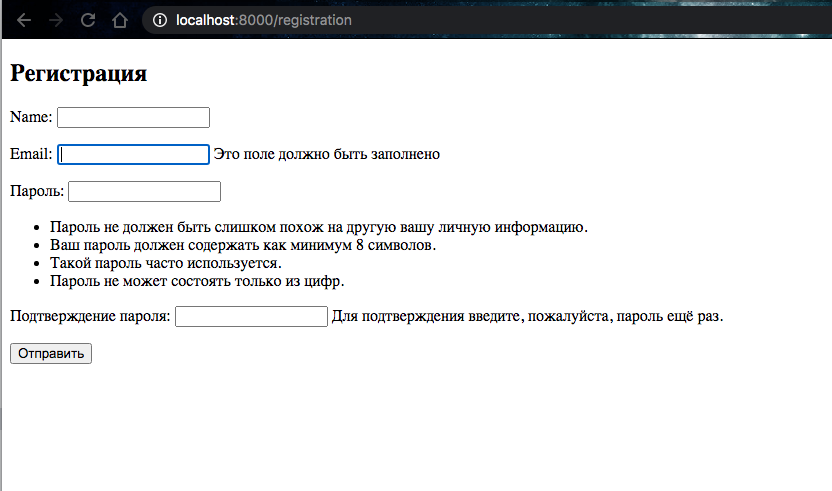 localhost:8000/registration
Регистрация
Name:
Email: Это поле должно быть заполнено
Пароль:
• Пароль не должен быть слишком похож на другую вашу личную информацию.
• Ваш пароль должен содержать как минимум 8 символов.
• Такой пароль часто используется.
• Пароль не может состоять только из цифр.
Подтверждение пароля: Для подтверждения введите, пожалуйста, пароль ещё раз.
Отправить